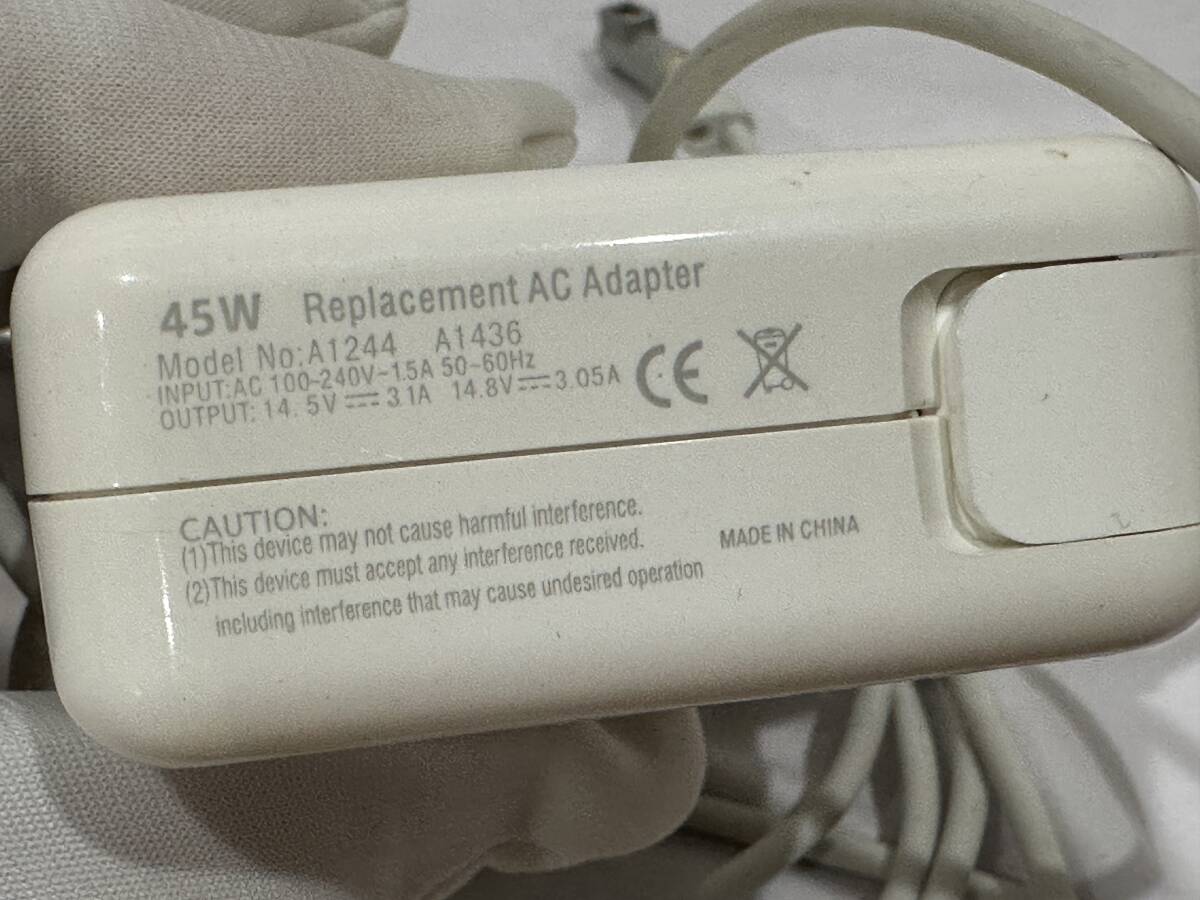 45W Replacement AC Adapter
Model No:A1244 A1436
INPUT:AC 100-240V~1.5A 50-60Hz
OUTPUT: 14.5V⎓3.1A 14.8V⎓3.05A
CE
CAUTION:
(1)This device may not cause harmful interference.
(2)This device must accept any interference received.
including interference that may cause undesired operation
MADE IN CHINA